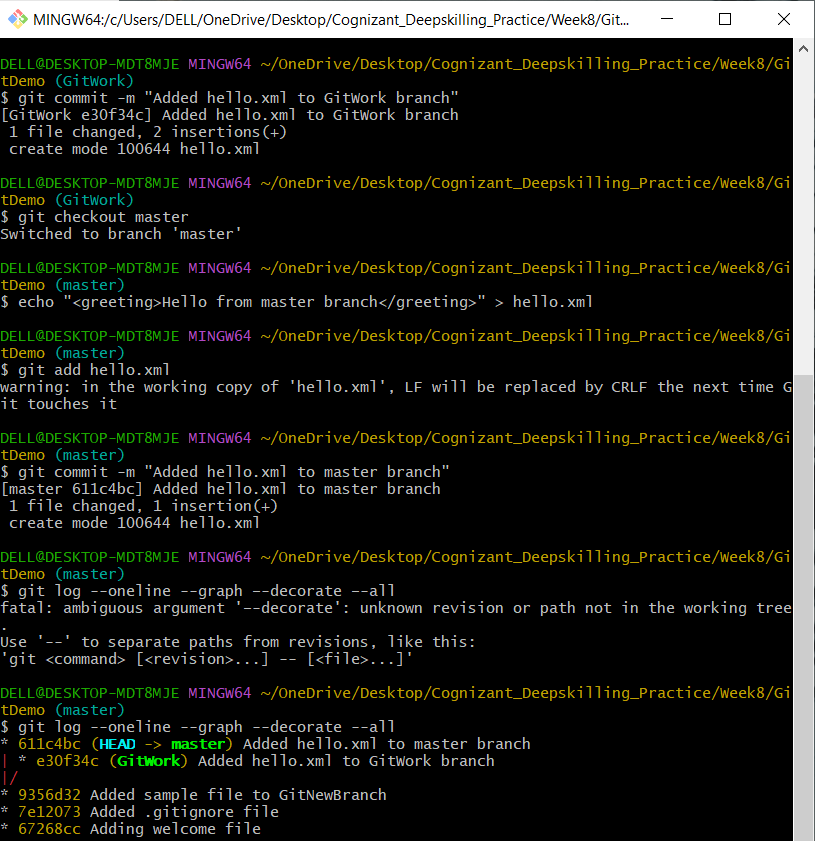 MINGW64:/c/Users/DELL/OneDrive/Desktop/Cognizant_Deepskilling_Practice/Week8/Git...
DELL@DESKTOP-MDT8MJE MINGW64 ~/OneDrive/Desktop/Cognizant_Deepskilling_Practice/Week8/Gi
tDemo (GitWork)
$ git commit -m "Added hello.xml to GitWork branch"
[GitWork e30f34c] Added hello.xml to GitWork branch
 1 file changed, 2 insertions(+)
 create mode 100644 hello.xml
DELL@DESKTOP-MDT8MJE MINGW64 ~/OneDrive/Desktop/Cognizant_Deepskilling_Practice/Week8/Gi
tDemo (GitWork)
$ git checkout master
Switched to branch 'master'
DELL@DESKTOP-MDT8MJE MINGW64 ~/OneDrive/Desktop/Cognizant_Deepskilling_Practice/Week8/Gi
tDemo (master)
$ echo "<greeting>Hello from master branch</greeting>" > hello.xml
DELL@DESKTOP-MDT8MJE MINGW64 ~/OneDrive/Desktop/Cognizant_Deepskilling_Practice/Week8/Gi
tDemo (master)
$ git add hello.xml
warning: in the working copy of 'hello.xml', LF will be replaced by CRLF the next time G
it touches it
DELL@DESKTOP-MDT8MJE MINGW64 ~/OneDrive/Desktop/Cognizant_Deepskilling_Practice/Week8/Gi
tDemo (master)
$ git commit -m "Added hello.xml to master branch"
[master 611c4bc] Added hello.xml to master branch
 1 file changed, 1 insertion(+)
 create mode 100644 hello.xml
DELL@DESKTOP-MDT8MJE MINGW64 ~/OneDrive/Desktop/Cognizant_Deepskilling_Practice/Week8/Gi
tDemo (master)
$ git log --oneline --graph --decorate --all
fatal: ambiguous argument '--decorate': unknown revision or path not in the working tree
.
Use '--' to separate paths from revisions, like this:
'git <command> [<revision>...] -- [<file>...]'
DELL@DESKTOP-MDT8MJE MINGW64 ~/OneDrive/Desktop/Cognizant_Deepskilling_Practice/Week8/Gi
tDemo (master)
$ git log --oneline --graph --decorate --all
* 611c4bc (HEAD -> master) Added hello.xml to master branch
| * e30f34c (GitWork) Added hello.xml to GitWork branch
|/
* 9356d32 Added sample file to GitNewBranch
* 7e12073 Added .gitignore file
* 67268cc Adding welcome file